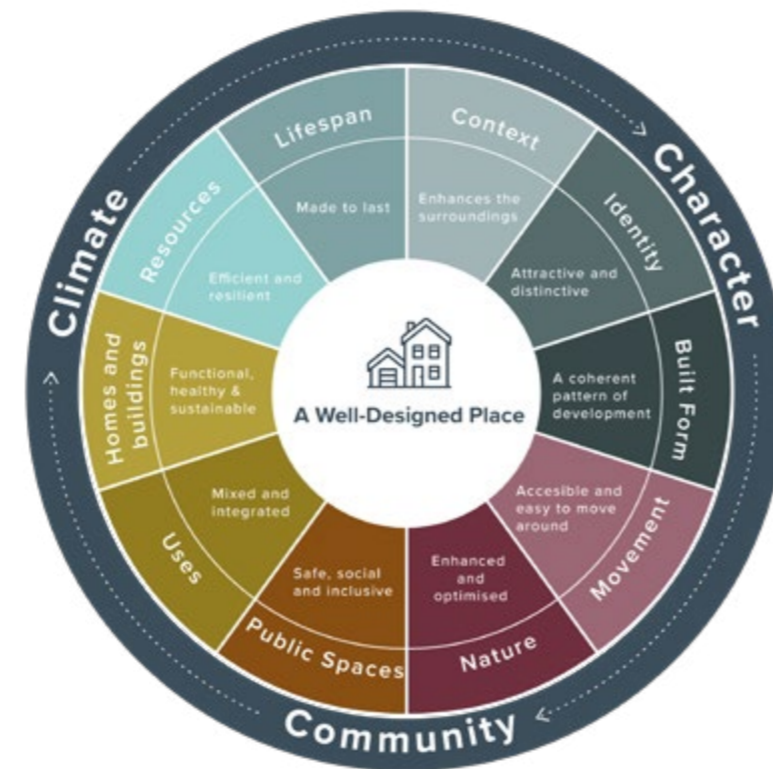 Climate
Character
Community
Lifespan
Made to last
Context
Enhances the
surroundings
Identity
Attractive and
distinctive
Built Form
A coherent
pattern of
development
Movement
Accesible and
easy to move
around
Nature
Enhanced
and
optimised
Public Spaces
Safe, social
and inclusive
Uses
Mixed and
integrated
Homes and
buildings
Functional,
healthy &
sustainable
Resources
Efficient and
resilient
A Well-Designed Place